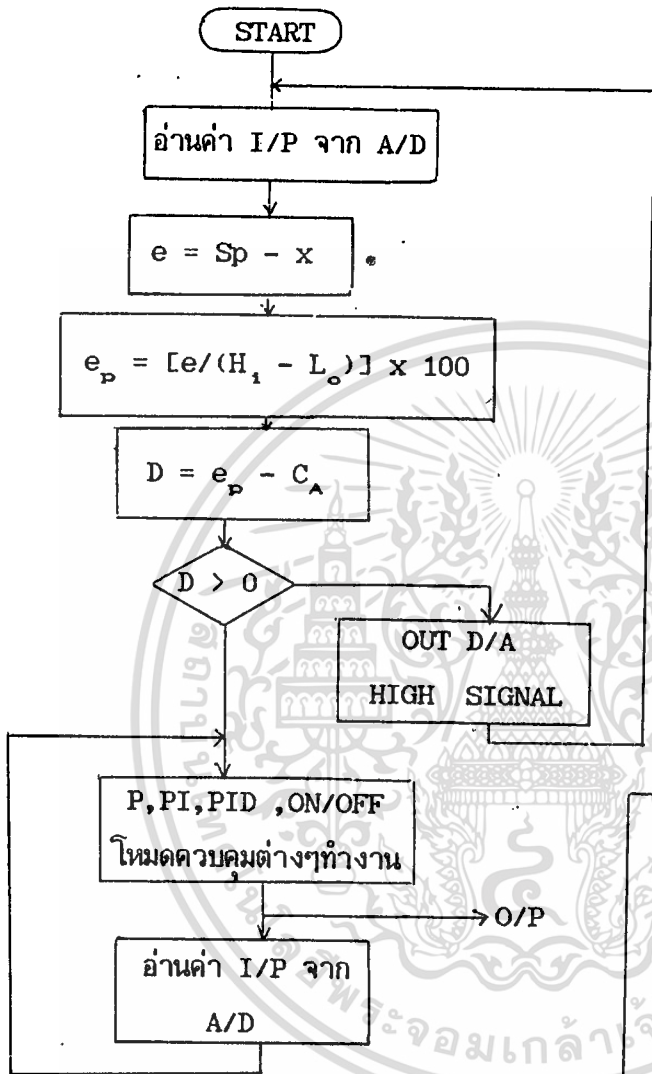 START
อ่านค่า I/P จาก A/D
e = Sp - x
e_p = [e/(H_i - L_o)] x 100
D = e_p - C_A
D > 0
OUT D/A
HIGH SIGNAL
P,PI,PID ,ON/OFF
โหมดควบคุมต่างๆทำงาน
O/P
อ่านค่า I/P จาก
A/D